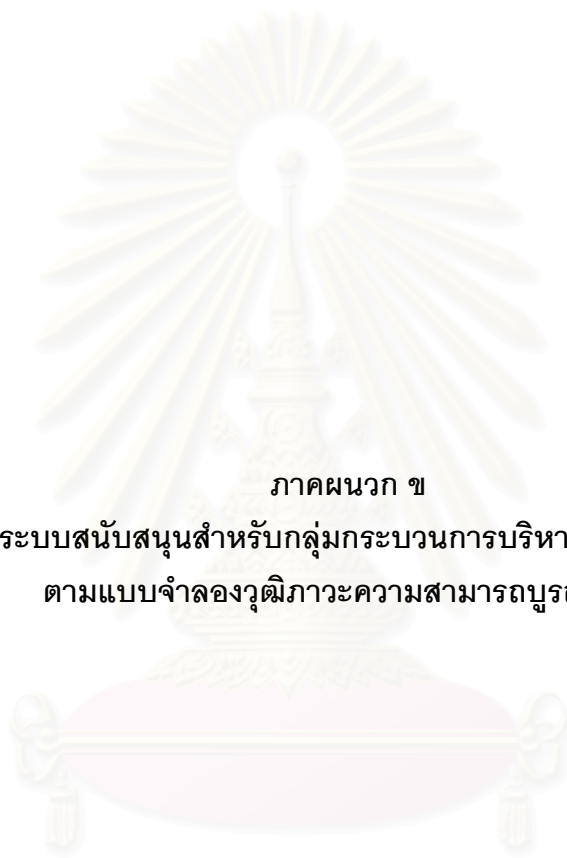 ภาคผนวก ข
ระบบสนับสนุนสำหรับกลุ่มกระบวนการบริหา
ตามแบบจำลองวุฒิภาวะความสามารถบูร